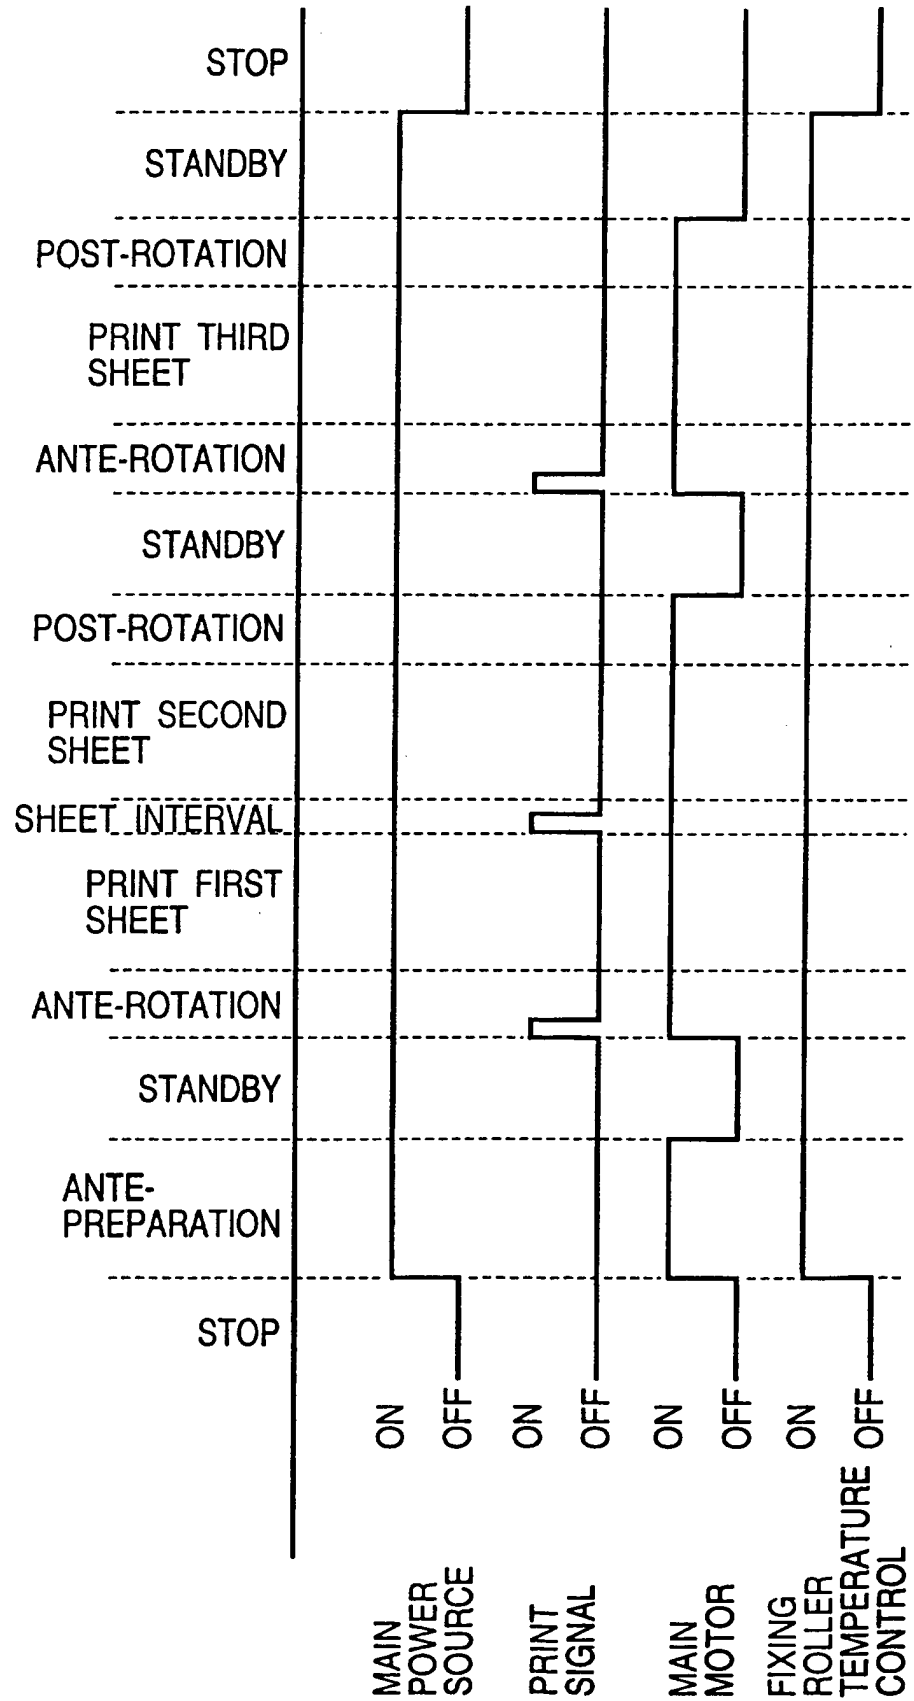 STOP
STANDBY
POST-ROTATION
PRINT THIRD
SHEET
ANTE-ROTATION
STANDBY
POST-ROTATION
PRINT SECOND
SHEET
SHEET INTERVAL
PRINT FIRST
SHEET
ANTE-ROTATION
STANDBY
ANTE-
PREPARATION
STOP
ON
OFF
ON
OFF
ON
OFF
ON
OFF
MAIN
POWER
SOURCE
PRINT
SIGNAL
MAIN
MOTOR
FIXING
ROLLER
TEMPERATURE
CONTROL